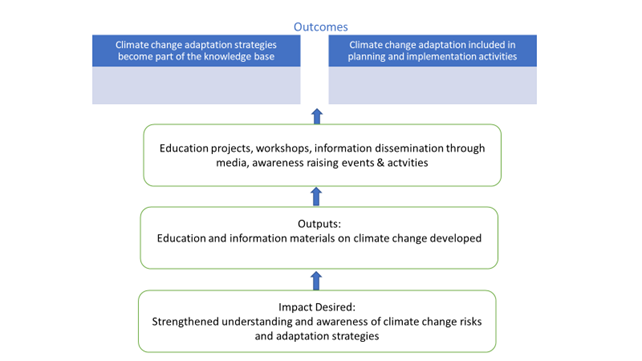 Outcomes
Climate change adaptation strategies
become part of the knowledge base
Climate change adaptation included in
planning and implementation activities
Education projects, workshops, information dissemination through
media, awareness raising events & actvties
Outputs:
Education and information materials on climate change developed
Impact Desired:
Strengthened understanding and awareness of climate change risks
and adaptation strategies